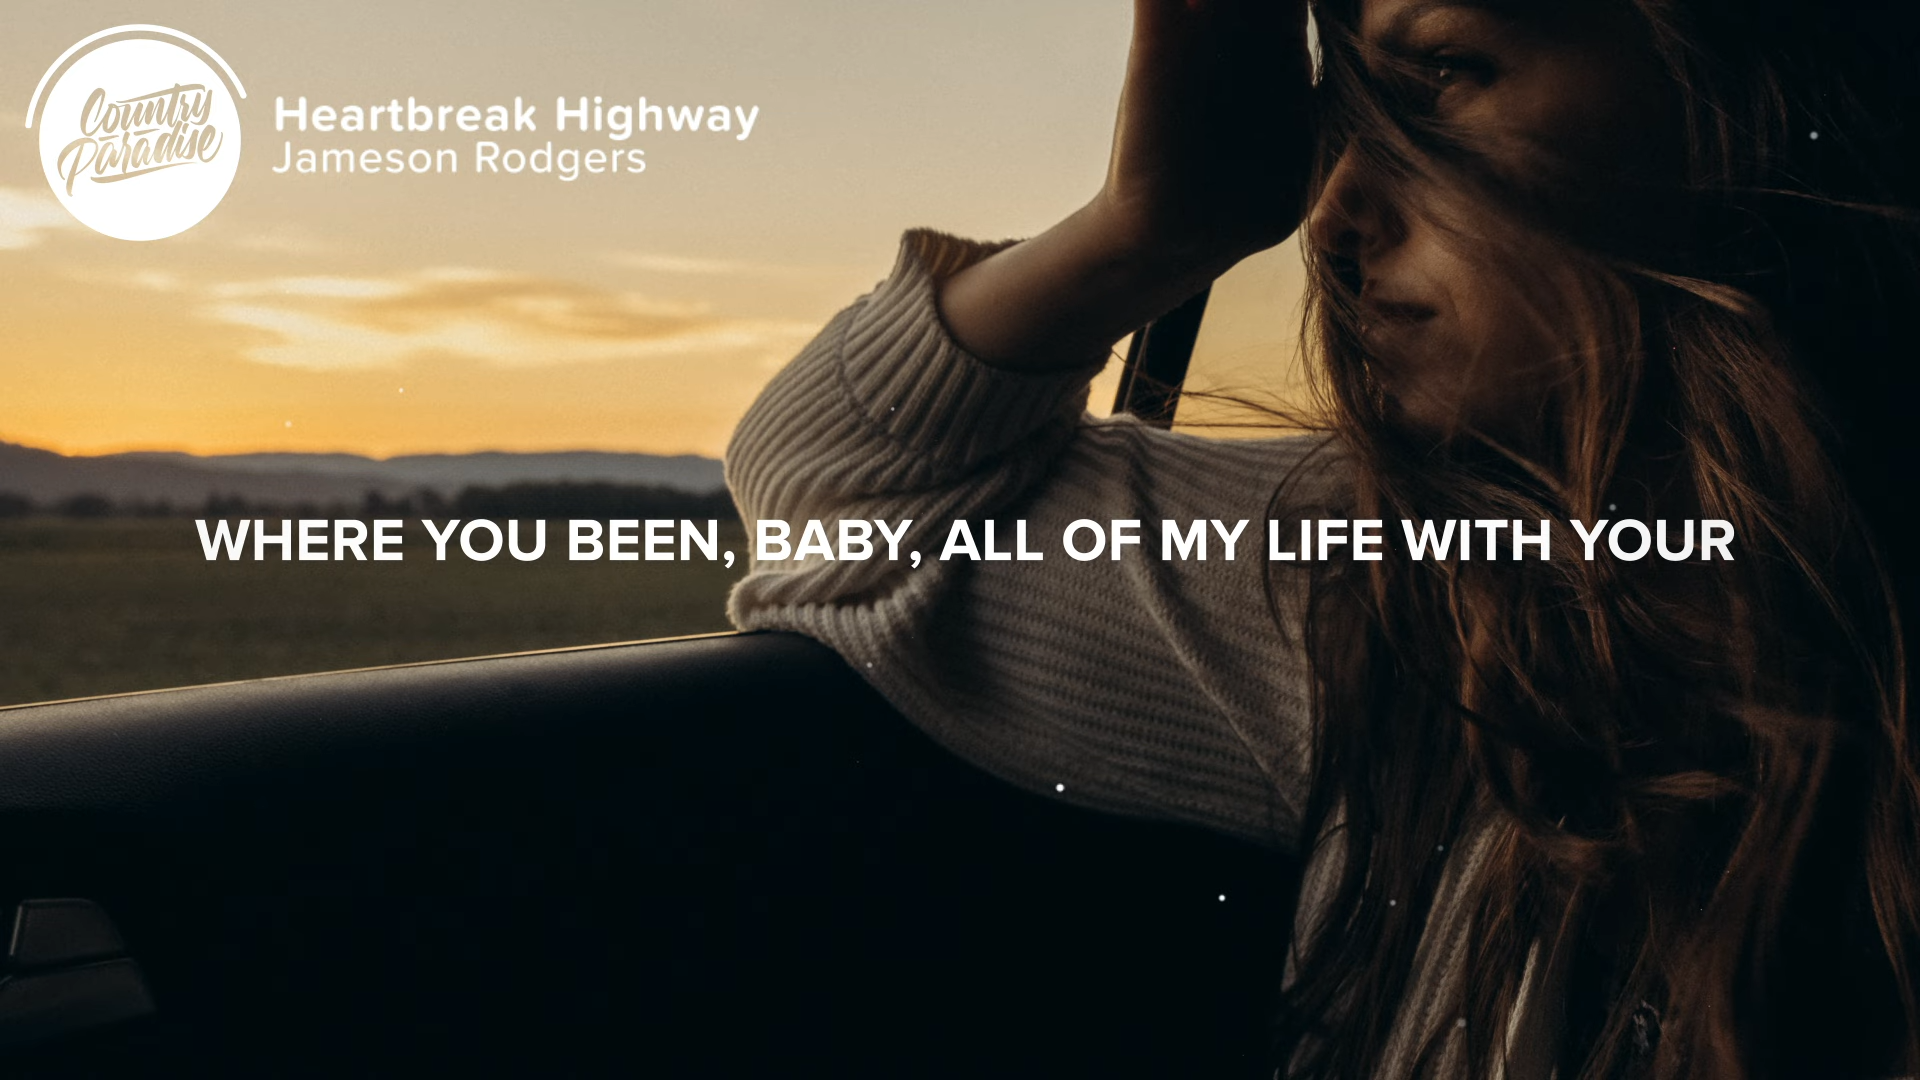 Country
Paradise
Heartbreak Highway
Jameson Rodgers
WHERE YOU BEEN, BABY, ALL OF MY LIFE WITH YOUR